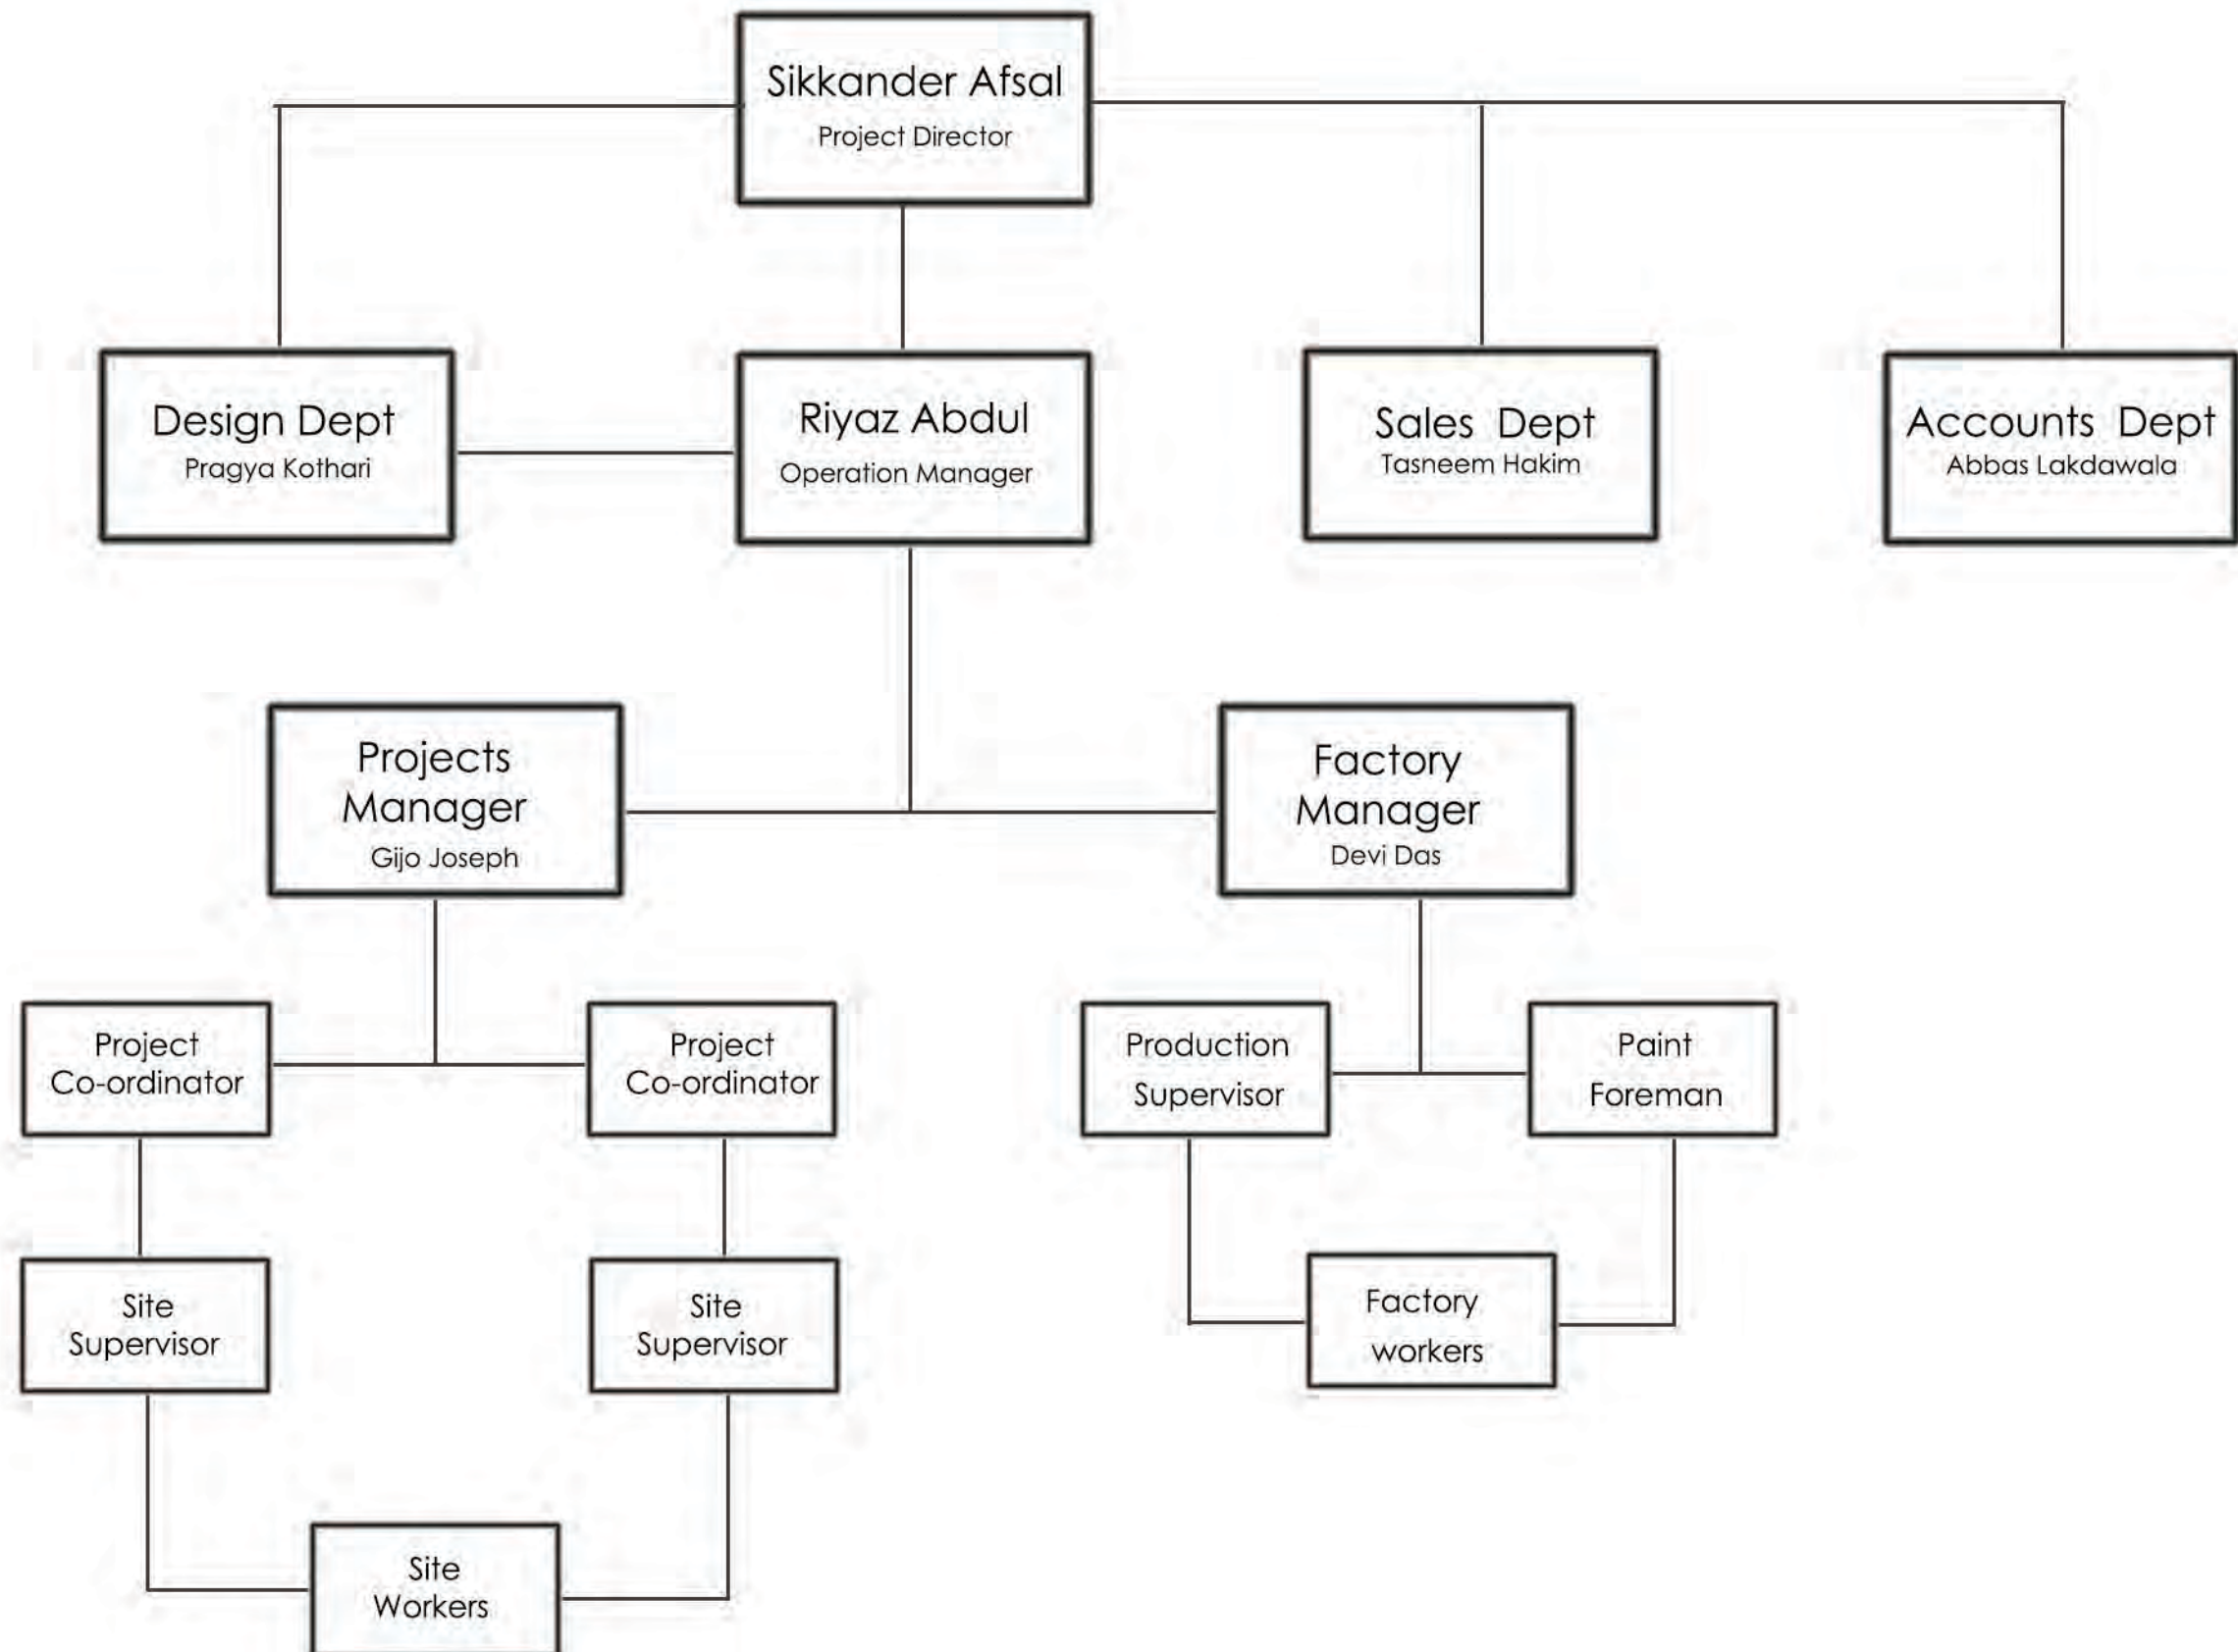 Sikkander Afsal
Project Director
Design Dept
Pragya Kothari
Riyaz Abdul
Operation Manager
Sales Dept
Tasneem Hakim
Accounts Dept
Abbas Lakdawala
Projects
Manager
Gijo Joseph
Factory
Manager
Devi Das
Project
Co-ordinator
Project
Co-ordinator
Production
Supervisor
Paint
Foreman
Site
Supervisor
Site
Supervisor
Factory
workers
Site
Workers